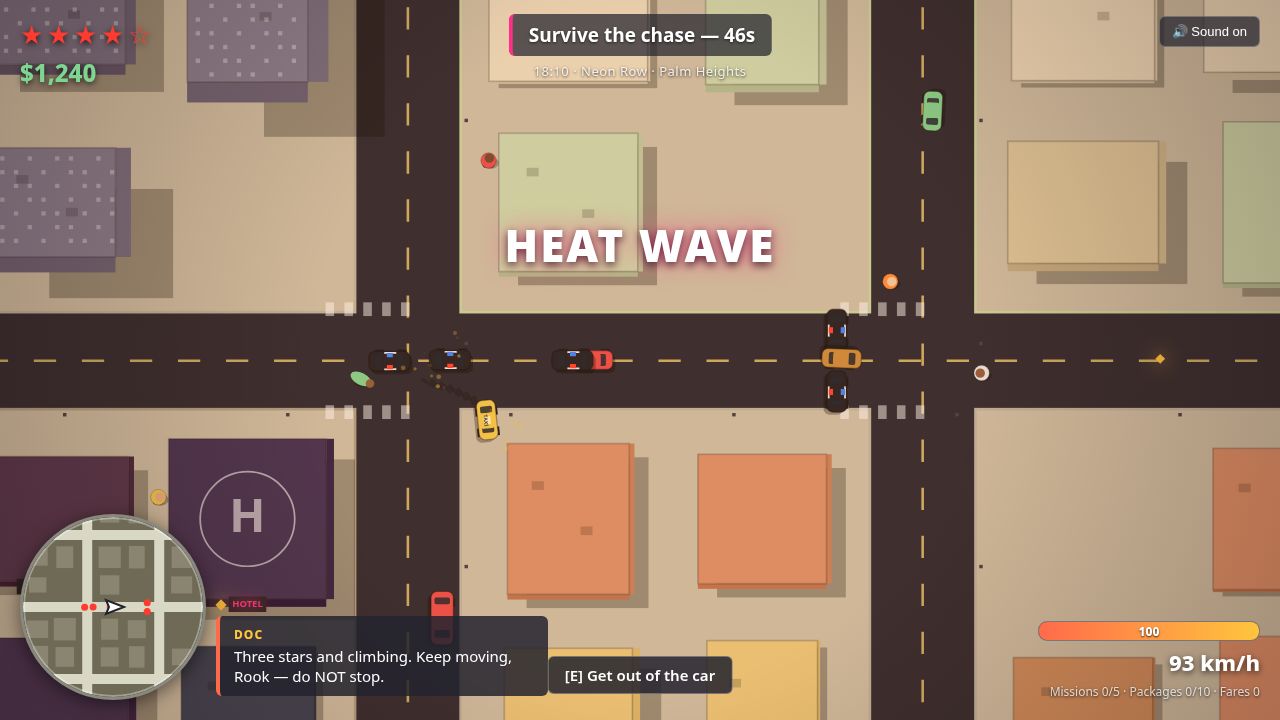 ★★★★☆
$1,240
Survive the chase — 46s
18:10 · Neon Row · Palm Heights
🔊 Sound on
HEAT WAVE
TAXI
H
HOTEL
DOC
Three stars and climbing. Keep moving,
Rook — do NOT stop.
[E] Get out of the car
100
93 km/h
Missions 0/5 · Packages 0/10 · Fares 0